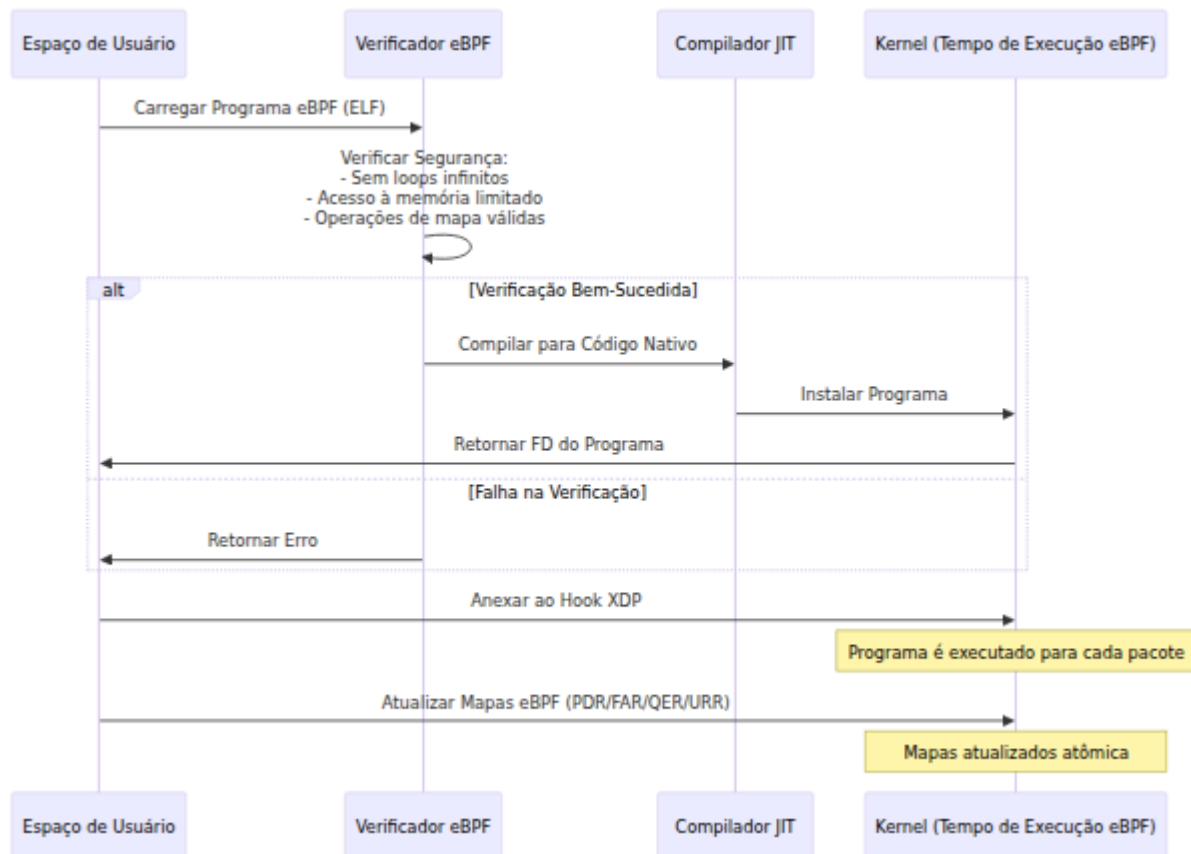 Espaço de Usuário
Verificador eBPF
Compilador JIT
Kernel (Tempo de Execução eBPF)
Carregar Programa eBPF (ELF)
Verificar Segurança:
- Sem loops infinitos
- Acesso à memória limitado
- Operações de mapa válidas
alt
[Verificação Bem-Sucedida]
Compilar para Código Nativo
Instalar Programa
Retornar FD do Programa
[Falha na Verificação]
Retornar Erro
Anexar ao Hook XDP
Programa é executado para cada pacote
Atualizar Mapas eBPF (PDR/FAR/QER/URR)
Mapas atualizados atômica
Espaço de Usuário
Verificador eBPF
Compilador JIT
Kernel (Tempo de Execução eBPF)